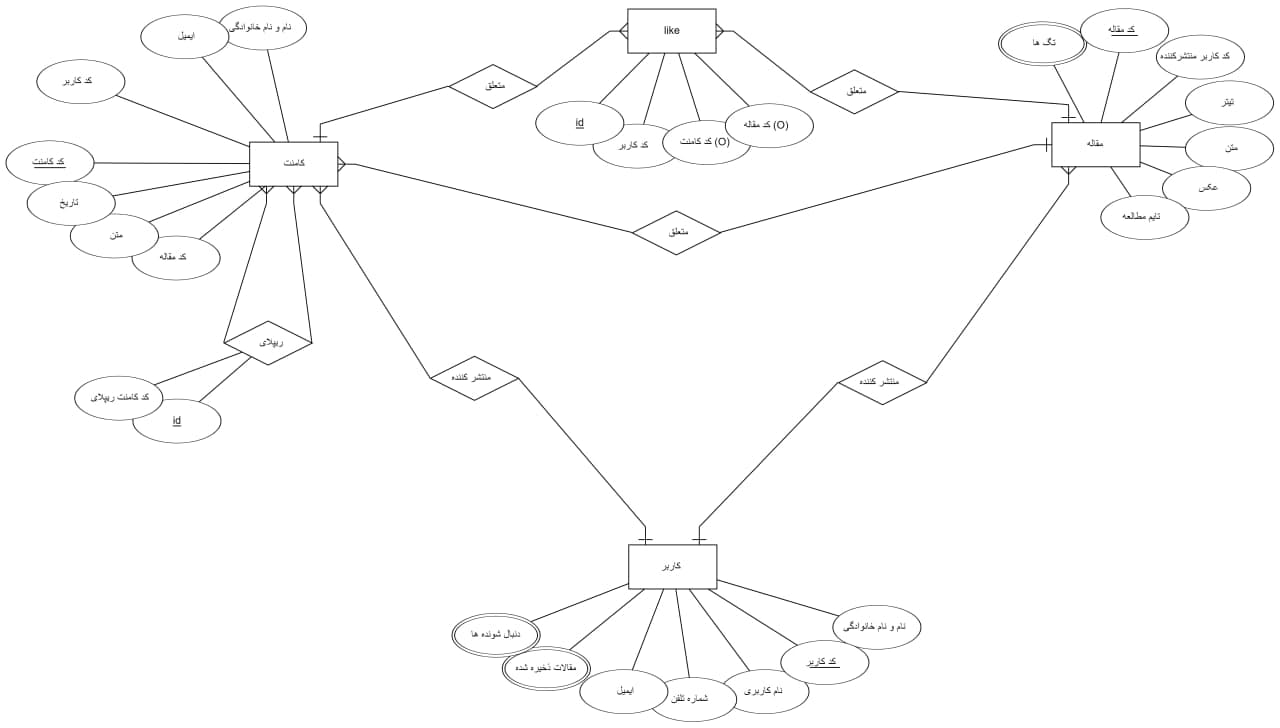 like
متعلق
متعلق
id
کد کاربر
کد کامنت (O)
کد مقاله (O)
نام و نام خانوادگی
ایمیل
کد کاربر
کد کامنت
تاریخ
متن
کد مقاله
کامنت
تگ ها
کد مقاله
کد کاربر منتشرکننده
تیتر
متن
عکس
تایم مطالعه
مقاله
متعلق
ریپلای
کد کامنت ریپلای
id
منتشر کننده
منتشر کننده
کاربر
دنبال شونده ها
مقالات ذخیره شده
ایمیل
شماره تلفن
نام کاربری
کد کاربر
نام و نام خانوادگی